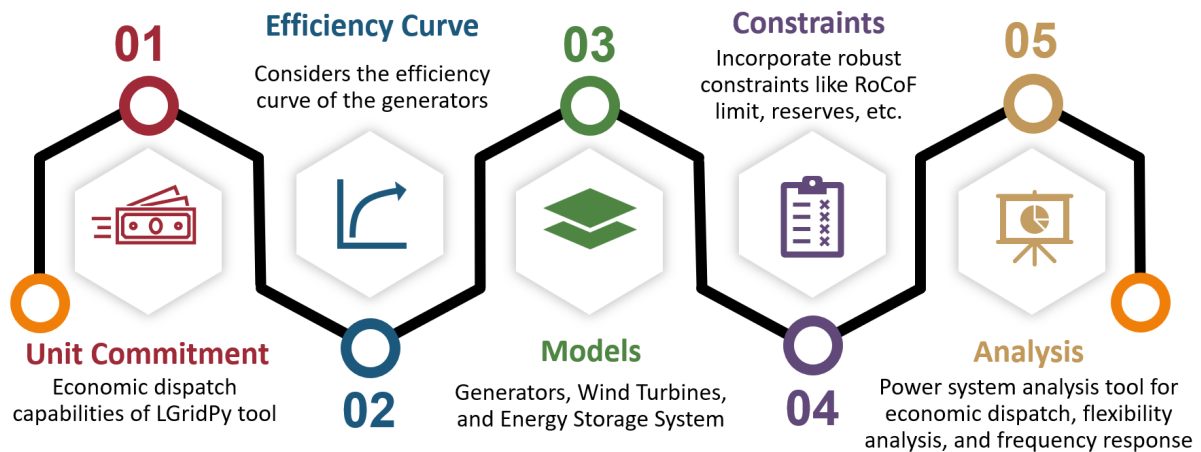 01
Unit Commitment
Economic dispatch
capabilities of LGridPy tool
Efficiency Curve
Considers the efficiency
curve of the generators
02
03
Models
Generators, Wind Turbines,
and Energy Storage System
Constraints
Incorporate robust
constraints like RoCoF
limit, reserves, etc.
04
05
Analysis
Power system analysis tool for
economic dispatch, flexibility
analysis, and frequency response